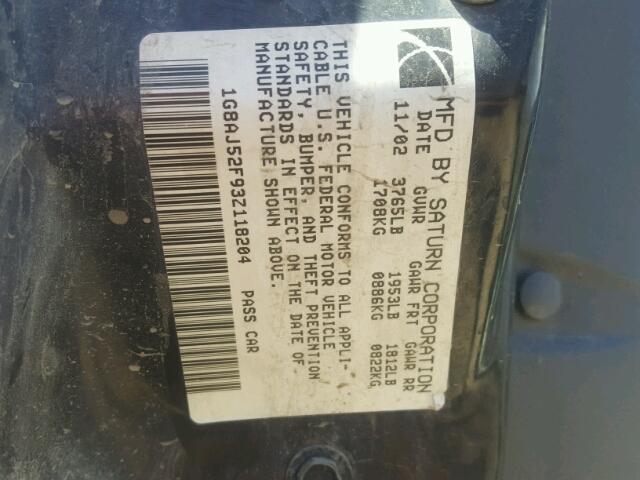 MFD BY SATURN CORPORATION
DATE GVWR GAWR FRT GAWR RR
11/02 3765LB 1953LB 1812LB
1708KG 0886KG 0822KG
THIS VEHICLE CONFORMS TO ALL APPLI-
CABLE U.S. FEDERAL MOTOR VEHICLE
SAFETY, BUMPER, AND THEFT PREVENTION
STANDARDS IN EFFECT ON THE DATE OF
MANUFACTURE SHOWN ABOVE.
1G8AJ52F93Z118204 PASS CAR